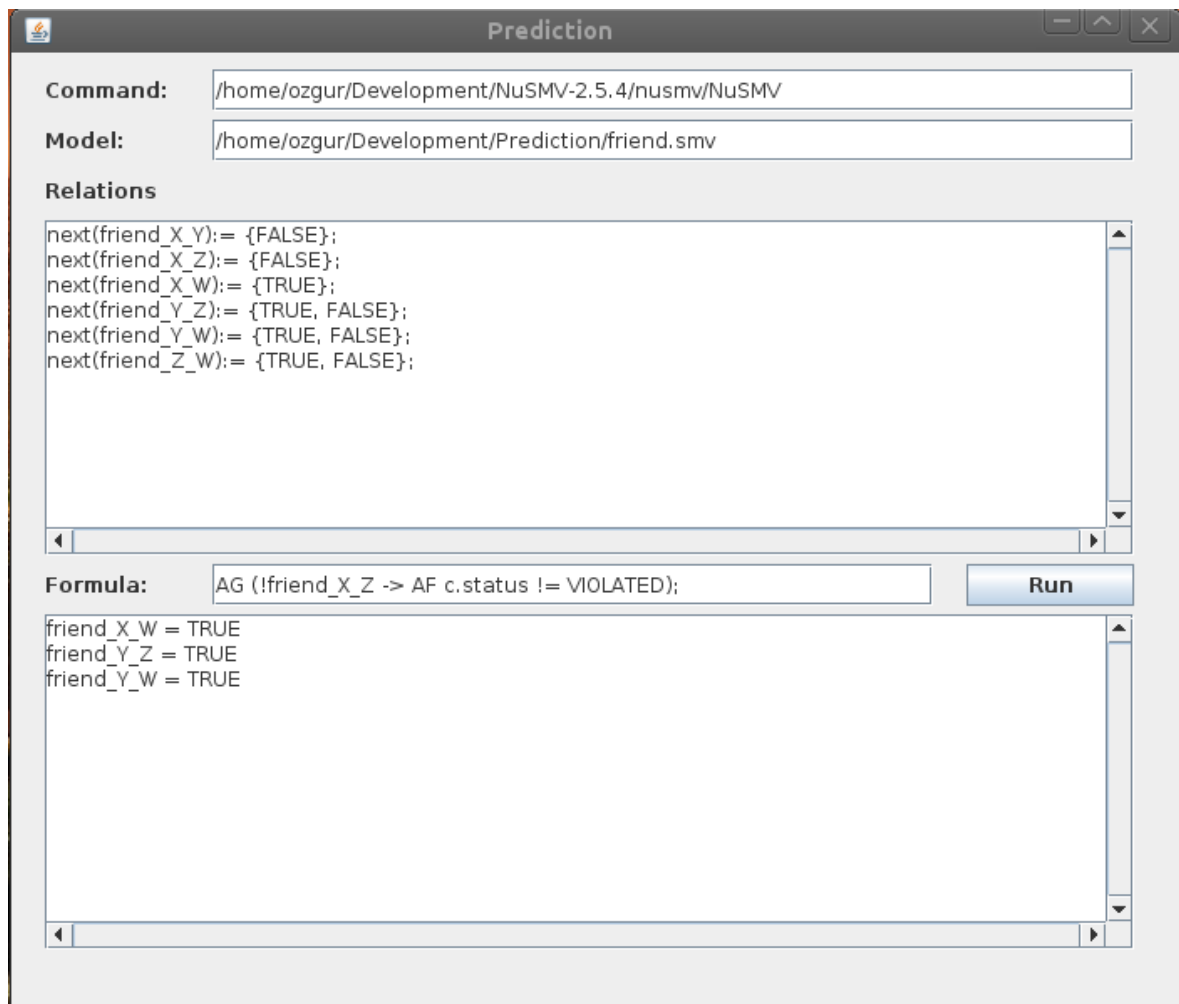 Prediction
Command:
/home/ozgur/Development/NuSMV-2.5.4/nusmv/NuSMV
Model:
/home/ozgur/Development/Prediction/friend.smv
Relations
next(friend_X_Y):= {FALSE};
next(friend_X_Z):= {FALSE};
next(friend_X_W):= {TRUE};
next(friend_Y_Z):= {TRUE, FALSE};
next(friend_Y_W):= {TRUE, FALSE};
next(friend_Z_W):= {TRUE, FALSE};
Formula:
AG (!friend_X_Z -> AF c.status != VIOLATED);
Run
friend_X_W = TRUE
friend_Y_Z = TRUE
friend_Y_W = TRUE